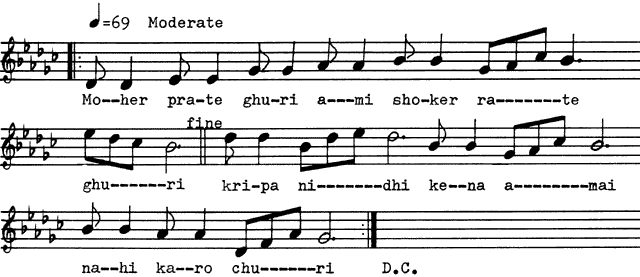 =69 Moderate
Mo--her pra-te ghu-ri a---mi sho-ker ra-------te
fine
ghu------ri kri-pa ni-------dhi ke--na a--------mai
na--hi ka--ro chu------ri D.C.